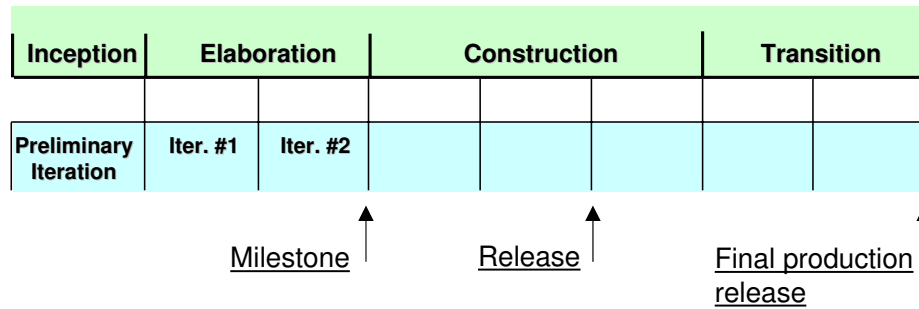 Inception Elaboration Construction Transition
Preliminary Iteration Iter. #1 Iter. #2
Milestone Release Final production
release